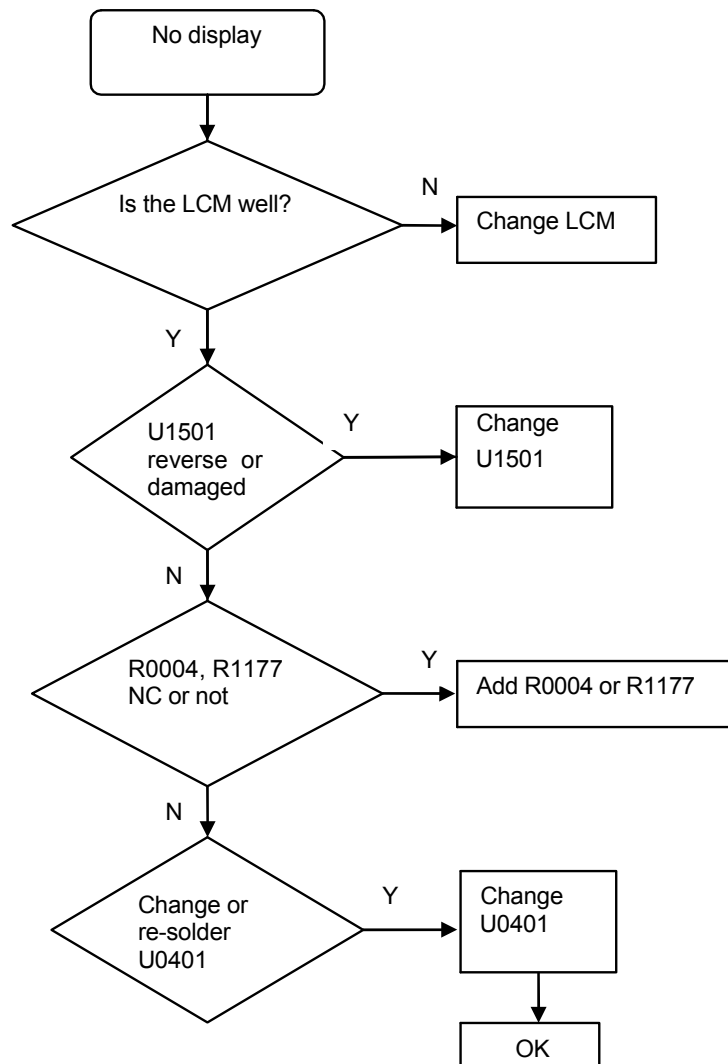 No display
Is the LCM well?
N
Change LCM
Y
U1501
reverse or
damaged
Y
Change
U1501
N
R0004, R1177
NC or not
Y
Add R0004 or R1177
N
Change or
re-solder
U0401
Y
Change
U0401
OK